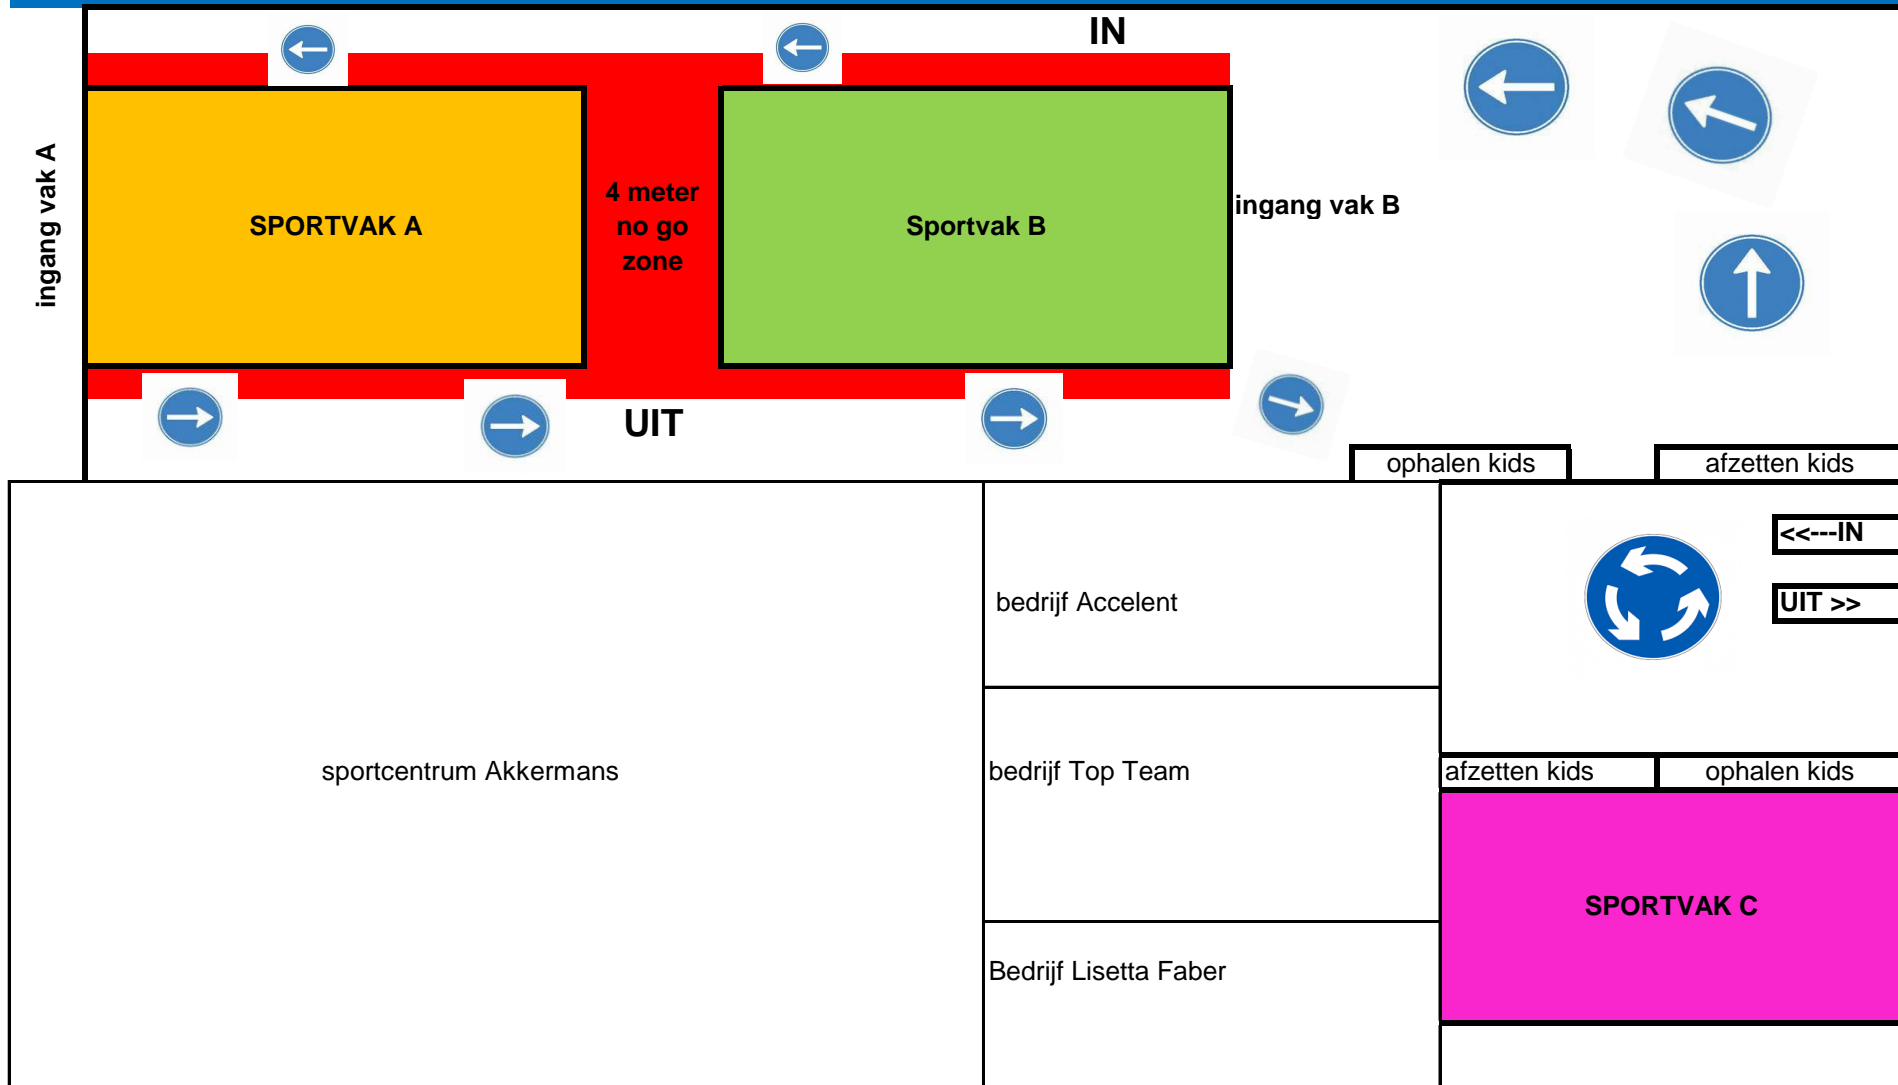 IN
ingang vak A
SPORTVAK A
4 meter
no go
zone
Sportvak B
ingang vak B
UIT
ophalen kids
afzetten kids
<<---IN
UIT >>
bedrijf Accelent
sportcentrum Akkermans
bedrijf Top Team
afzetten kids
ophalen kids
SPORTVAK C
Bedrijf Lisetta Faber